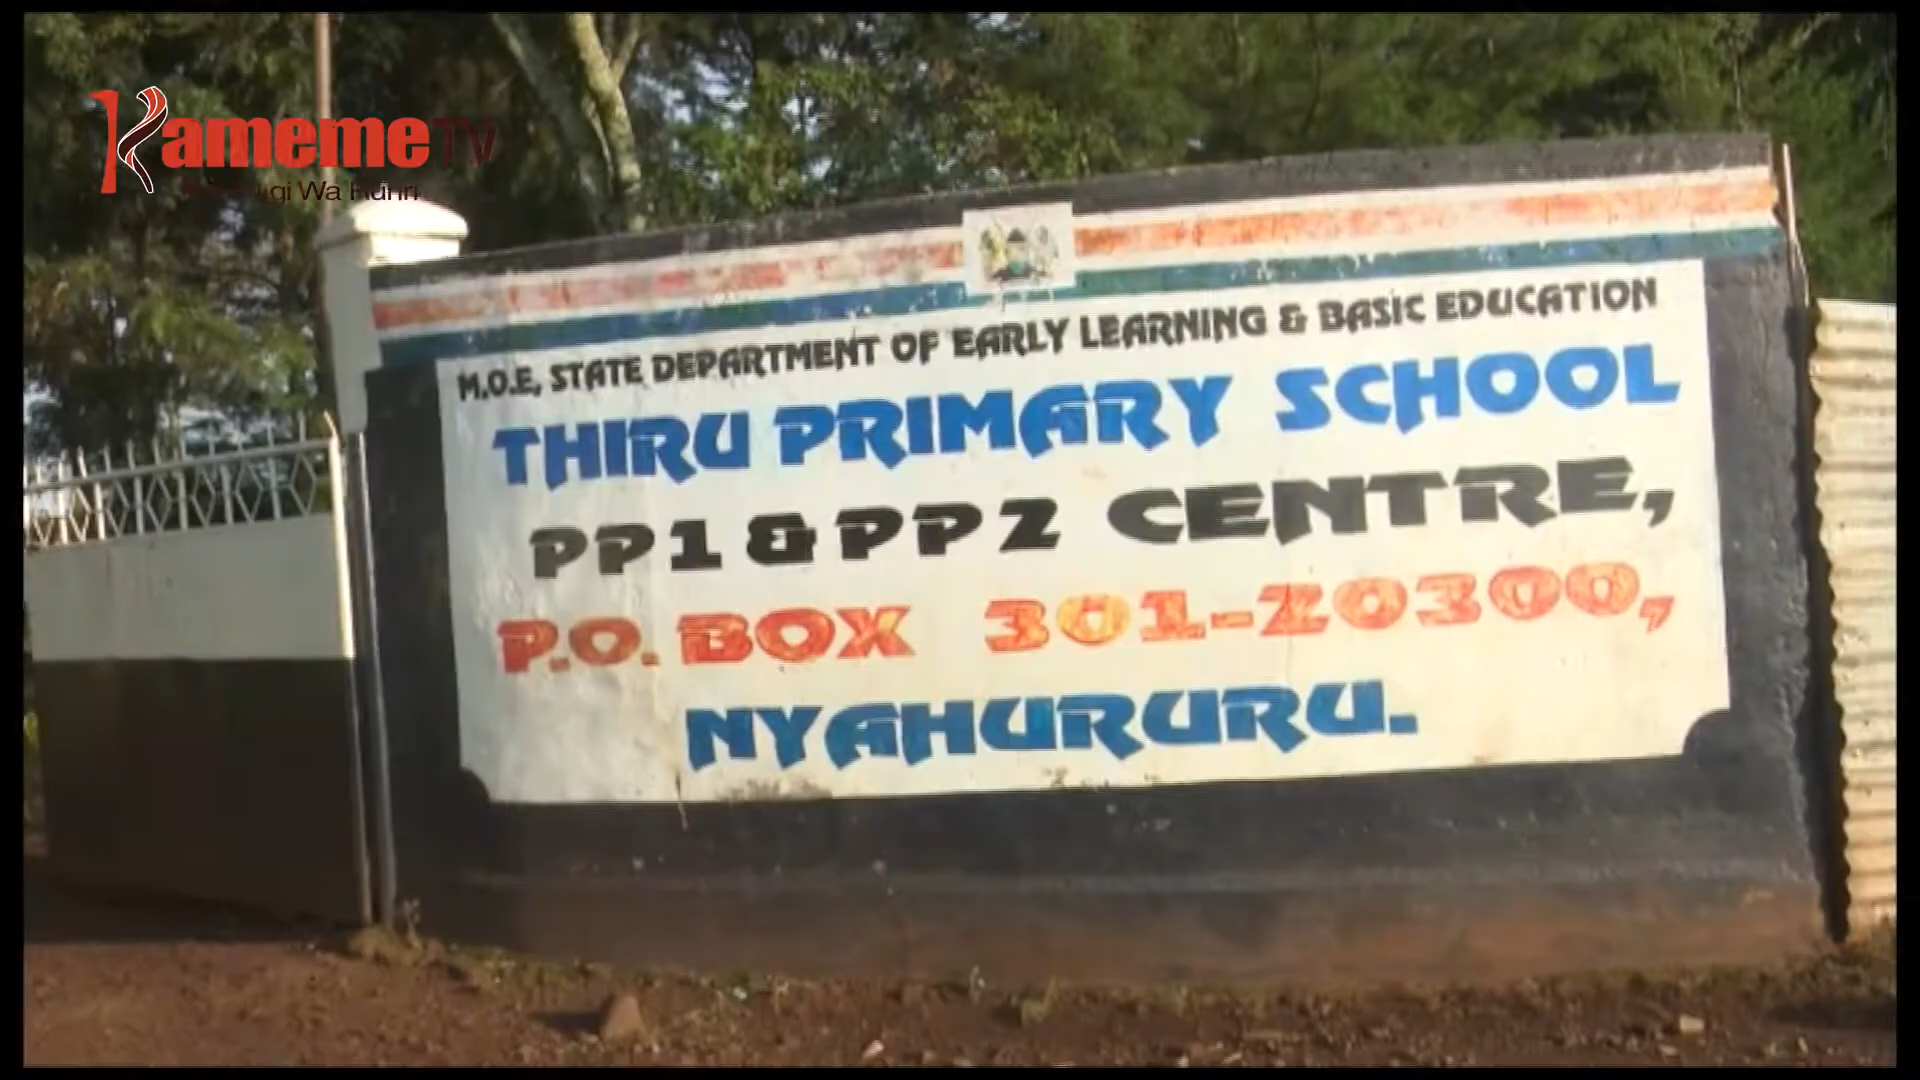 Kameme TV
Wa
M.O.E, STATE DEPARTMENT OF EARLY LEARNING & BASIC EDUCATION
THIRU PRIMARY SCHOOL
PP1 & PP2 CENTRE,
P.O. BOX 301-20300,
NYAHURURU.